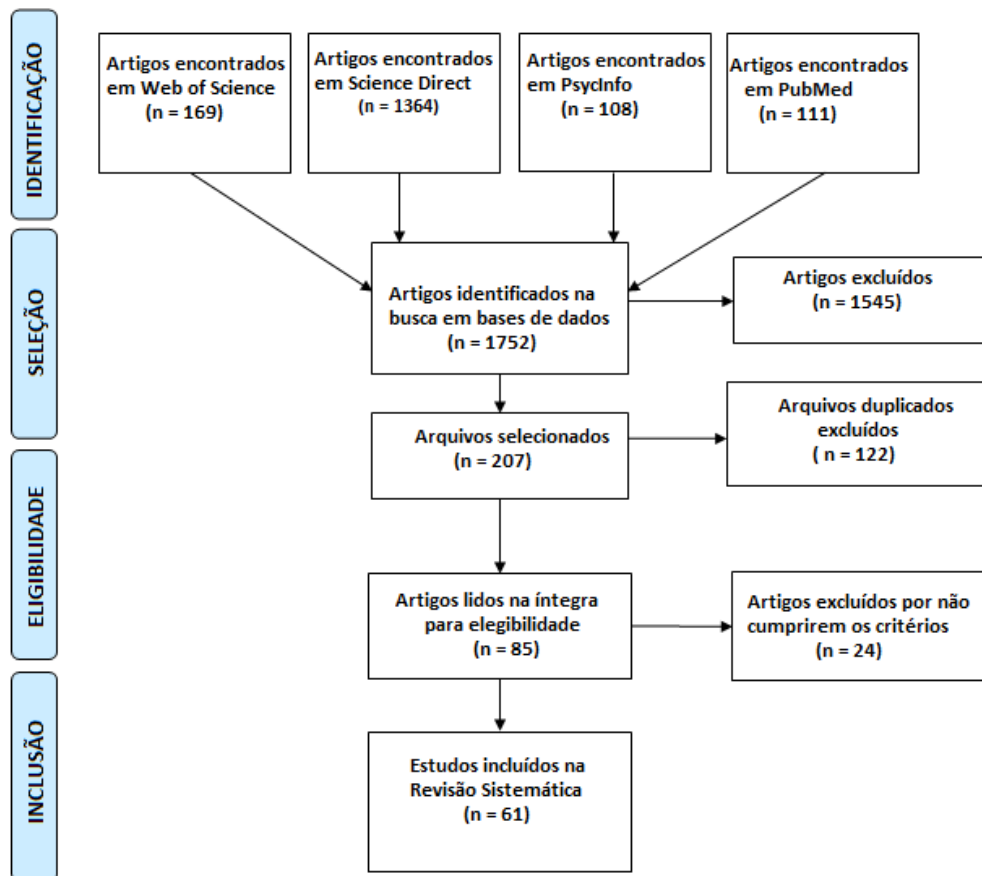 IDENTIFICAÇÃO
Artigos encontrados
em Web of Science
(n = 169)
Artigos encontrados
em Science Direct
(n = 1364)
Artigos encontrados
em PsycInfo
(n = 108)
Artigos encontrados
em PubMed
(n = 111)
SELEÇÃO
Artigos identificados na
busca em bases de dados
(n = 1752)
Artigos excluídos
(n = 1545)
Arquivos selecionados
(n = 207)
Arquivos duplicados
excluídos
( n = 122)
ELIGIBILIDADE
Artigos lidos na íntegra
para elegibilidade
(n = 85)
Artigos excluídos por não
cumprirem os critérios
(n = 24)
INCLUSÃO
Estudos incluídos na
Revisão Sistemática
(n = 61)